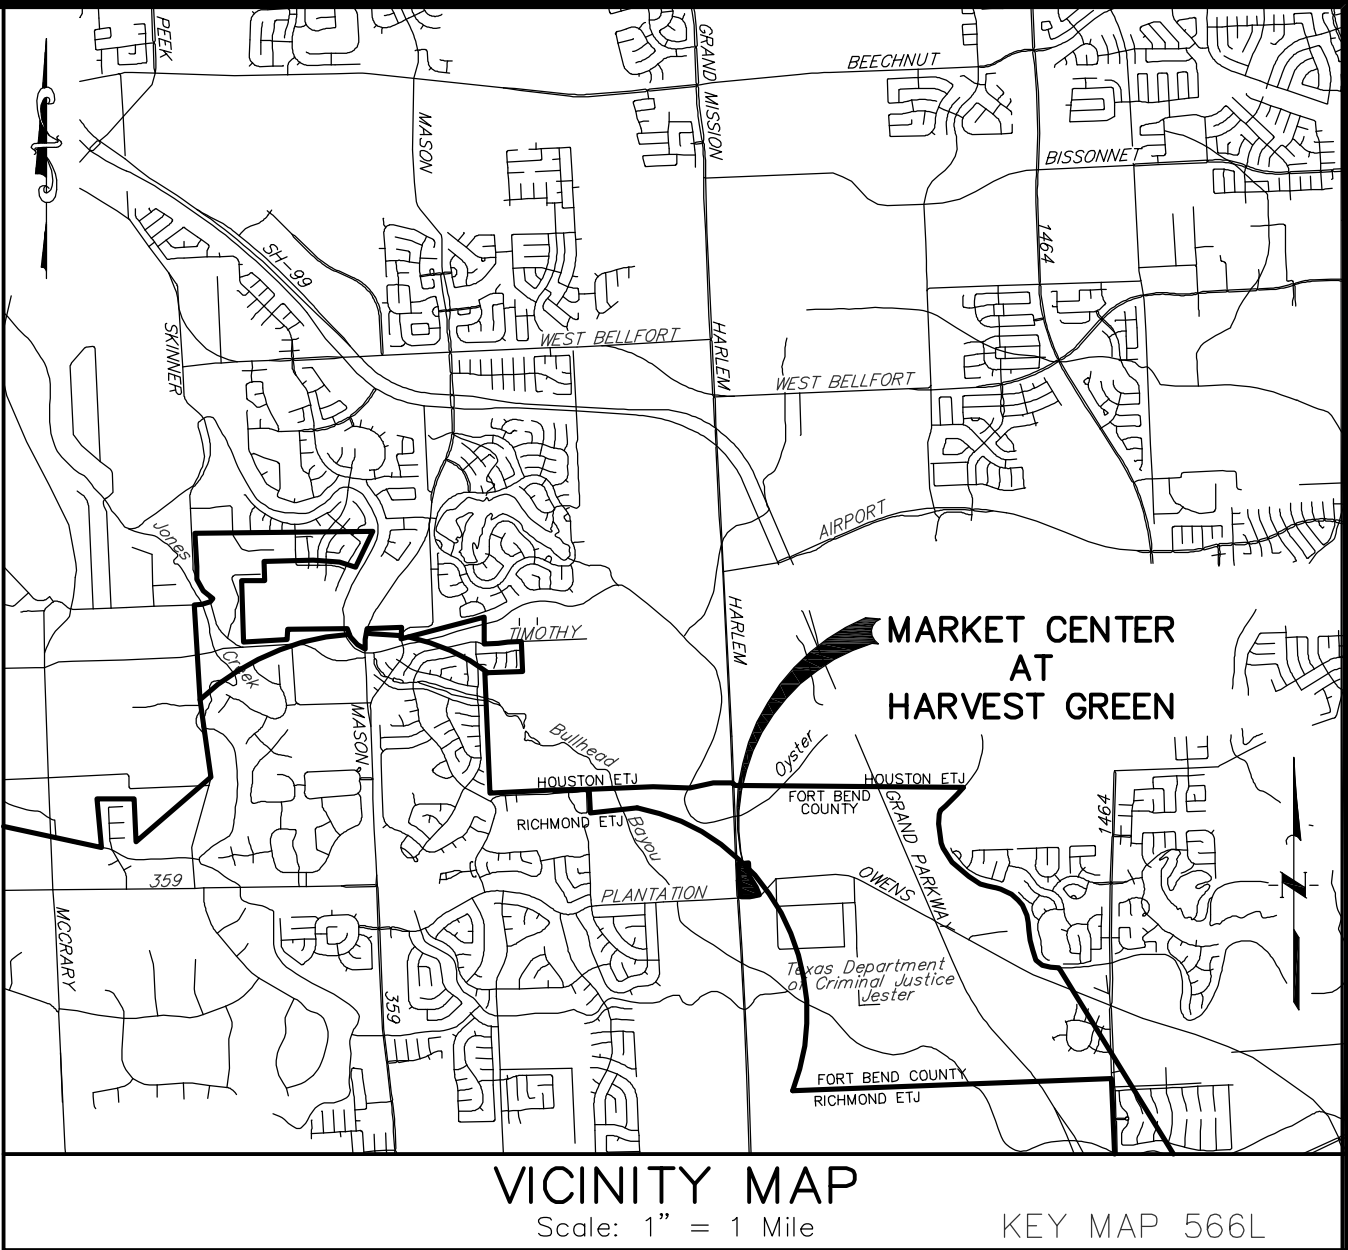 PEEK
GRAND MISSION
BEECHNUT
MASON
BISSONNET
1464
SH-99
SKINNER
WEST BELLFORT
HARLEM
WEST BELLFORT
AIRPORT
Jones
HARLEM
TIMOTHY
MARKET CENTER
AT
HARVEST GREEN
Creek
MASON
Bullhead
Oyster
HOUSTON ETJ
HOUSTON ETJ
FORT BEND
COUNTY
RICHMOND ETJ
Bayou
GRAND PARKWAY
1464
359
PLANTATION
OWENS
MCCRARY
N
359
Texas Department
of Criminal Justice
Jester
FORT BEND COUNTY
RICHMOND ETJ
VICINITY MAP
Scale: 1" = 1 Mile
KEY MAP 566L